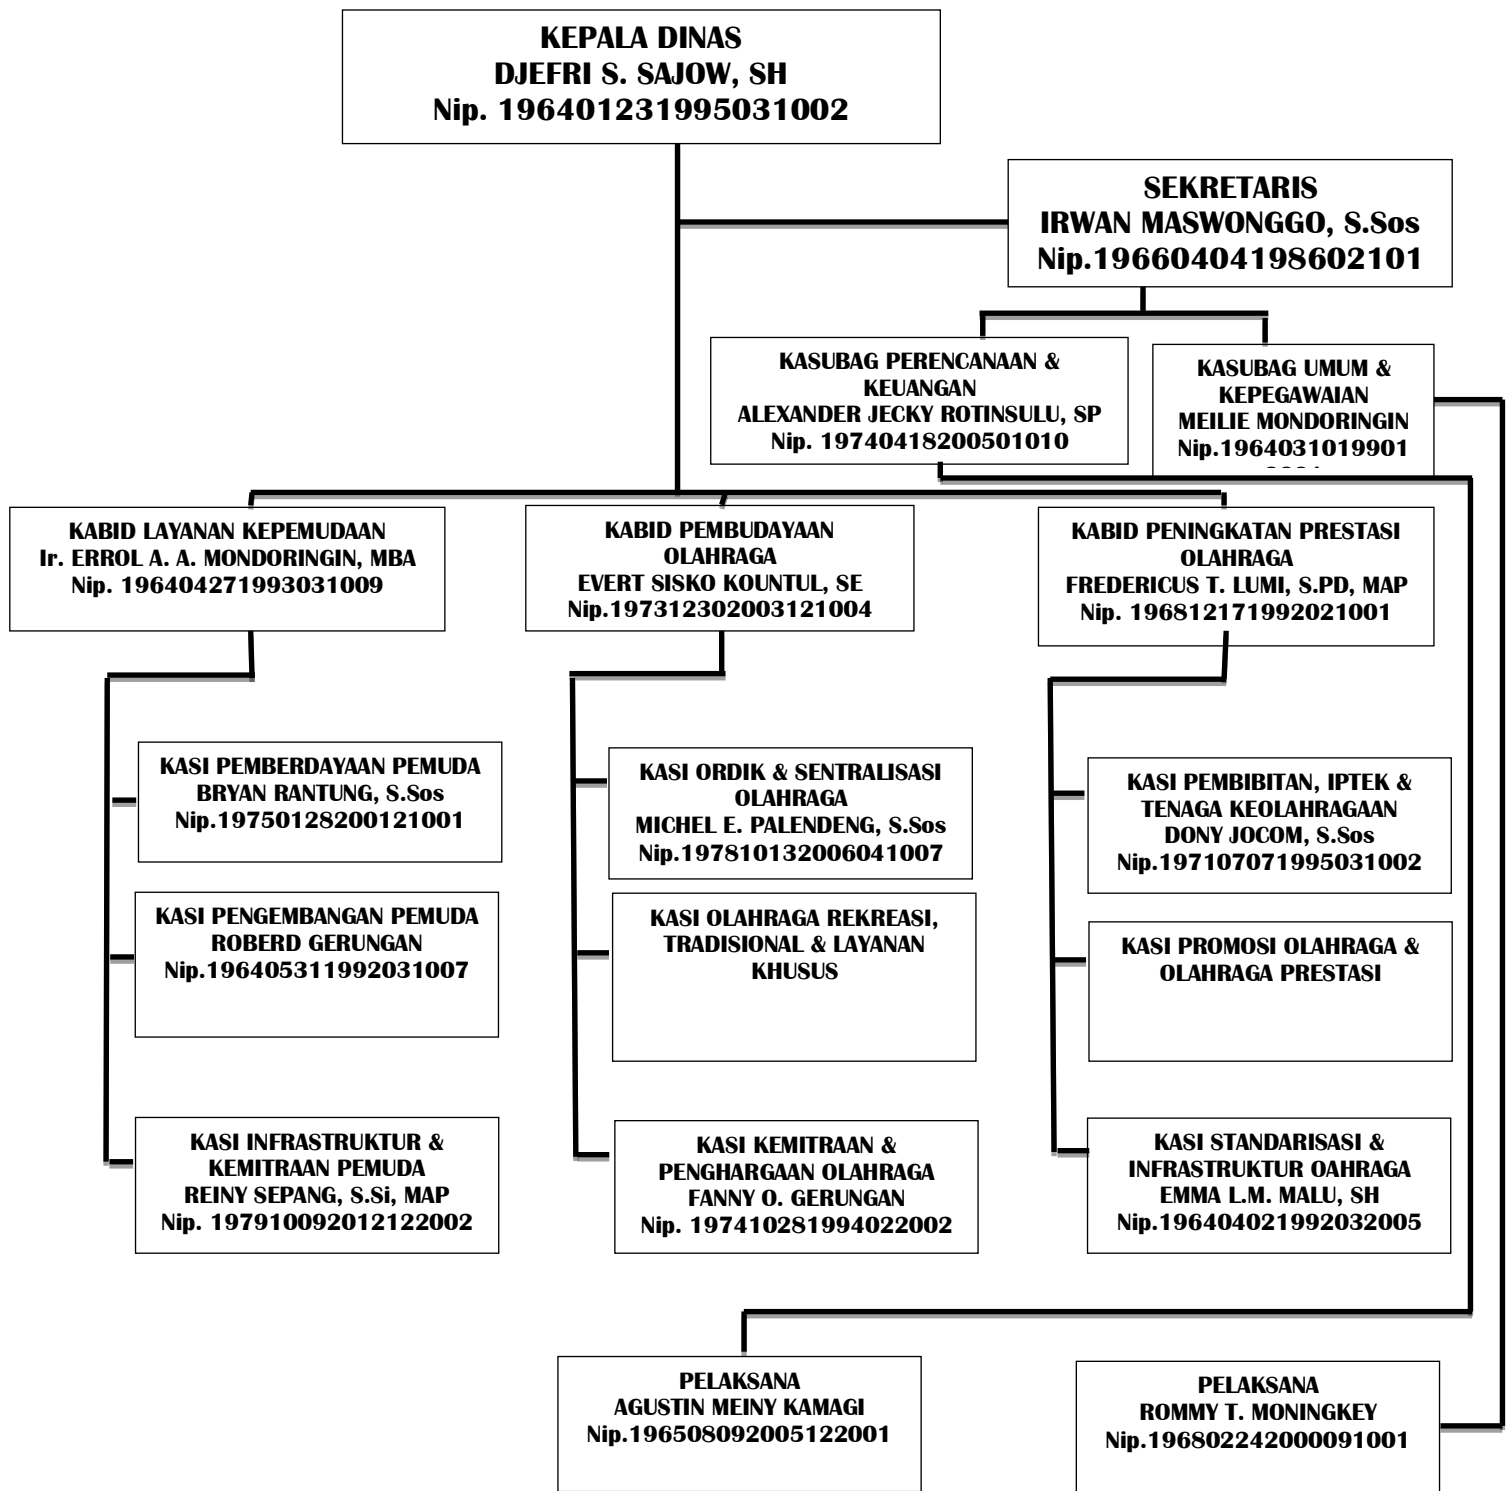 KEPALA DINAS
DJEFRI S. SAJOW, SH
Nip. 196401231995031002
SEKRETARIS
IRWAN MASWONGGO, S.Sos
Nip.19660404198602101
KASUBAG PERENCANAAN &
KEUANGAN
ALEXANDER JECKY ROTINSULU, SP
Nip. 19740418200501010
KASUBAG UMUM &
KEPEGAWAIAN
MEILIE MONDORINGIN
Nip.1964031019901
KABID LAYANAN KEPEMUDAAN
Ir. ERROL A. A. MONDORINGIN, MBA
Nip. 196404271993031009
KABID PEMBUDAYAAN
OLAHRAGA
EVERT SISKO KOUNTUL, SE
Nip.197312302003121004
KABID PENINGKATAN PRESTASI
OLAHRAGA
FREDERICUS T. LUMI, S.PD, MAP
Nip. 196812171992021001
KASI PEMBERDAYAAN PEMUDA
BRYAN RANTUNG, S.Sos
Nip.19750128200121001
KASI ORDIK & SENTRALISASI
OLAHRAGA
MICHEL E. PALENDENG, S.Sos
Nip.197810132006041007
KASI PEMBIBITAN, IPTEK &
TENAGA KEOLAHRAGAAN
DONY JOCOM, S.Sos
Nip.197107071995031002
KASI PENGEMBANGAN PEMUDA
ROBERD GERUNGAN
Nip.196405311992031007
KASI OLAHRAGA REKREASI,
TRADISIONAL & LAYANAN
KHUSUS
KASI PROMOSI OLAHRAGA &
OLAHRAGA PRESTASI
KASI INFRASTRUKTUR &
KEMITRAAN PEMUDA
REINY SEPANG, S.Si, MAP
Nip. 197910092012122002
KASI KEMITRAAN &
PENGHARGAAN OLAHRAGA
FANNY O. GERUNGAN
Nip. 197410281994022002
KASI STANDARISASI &
INFRASTRUKTUR OAHRAGA
EMMA L.M. MALU, SH
Nip.196404021992032005
PELAKSANA
AGUSTIN MEINY KAMAGI
Nip.196508092005122001
PELAKSANA
ROMMY T. MONINGKEY
Nip.196802242000091001